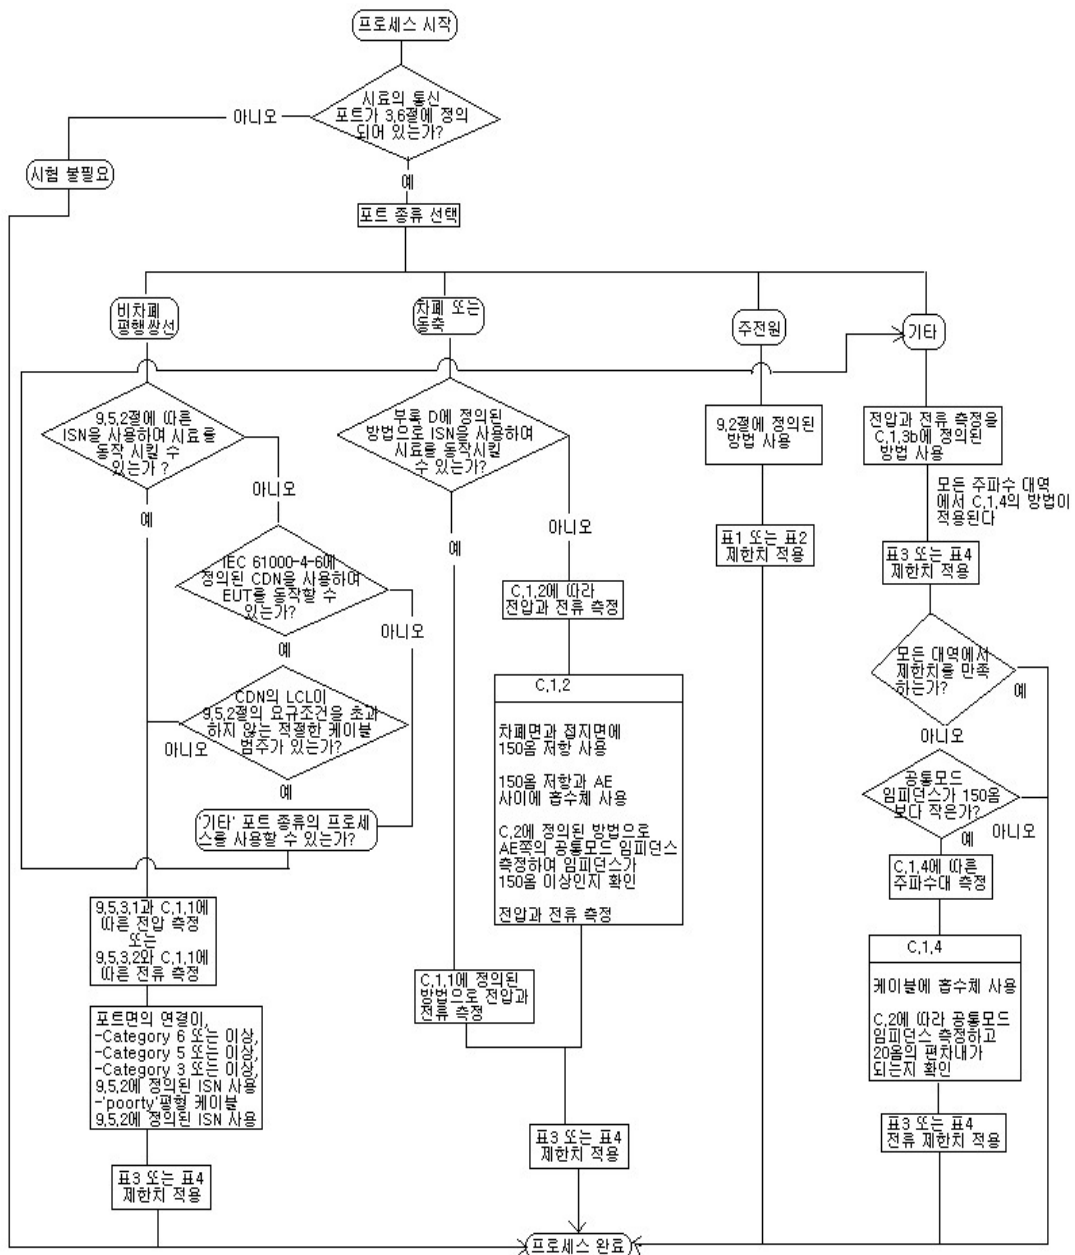 프로세스 시작
시료의 통신
포트가 3,6절에 정의
되어 있는가?
아니오
시험 불필요
예
포트 종류 선택
비차폐
평행쌍선
차폐 또는
동축
주전원
기타
9,5,2절에 따른
ISN을 사용하여 시료를
동작 시킬 수
있는가 ?
아니오
예
IEC 61000-4-6에
정의된 CDN을 사용하여
EUT를 동작할 수
있는가?
아니오
예
CDN의 LCL이
9,5,2절의 요규조건을 초과
하지 않는 적절한 케이블
범주가 있는가?
아니오
예
'기타' 포트 종류의 프로세
스를 사용할 수 있는가?
9,5,3,1과 C,1,1에
따른 전압 측정
또는
9,5,3,2와 C,1,1에
따른 전류 측정
포트면의 연결이,
-Category 6 또는 이상,
-Category 5 또는 이상,
-Category 3 또는 이상,
9,5,2에 정의된 ISN 사용
-'poorty'평형 케이블
9,5,2에 정의된 ISN 사용
표3 또는 표4
제한치 적용
부록 D에 정의된
방법으로 ISN을 사용하여
시료를 동작시킬
수 있는가?
예
아니오
C,1,2에 따라
전압과 전류 측정
C,1,2
차폐면과 접지면에
150옴 저항 사용
150옴 저항과 AE
사이에 흡수체 사용
C,2에 정의된 방법으로
AE쪽의 공통모드 임피던스
측정하여 임피던스가
150옴 이상인지 확인
전압과 전류 측정
C,1,1에 정의된
방법으로 전압과
전류 측정
표3 또는 표4
제한치 적용
9,2절에 정의된
방법 사용
표1 또는 표2
제한치 적용
전압과 전류 측정을
C,1,3b에 정의된
방법 사용
모든 주파수 대역
에서 C,1,4의 방법이
적용된다
표3 또는 표4
제한치 적용
모든 대역에서
제한치를 만족
하는가?
예
아니오
공통모드
임피던스가 150옴
보다 작은가?
아니오
예
C,1,4에 따른
주파수대 측정
C,1,4
케이블에 흡수체 사용
C,2에 따라 공통모드
임피던스 측정하고
20옴의 편차내가
되는지 확인
표3 또는 표4
전류 제한치 적용
프로세스 완료